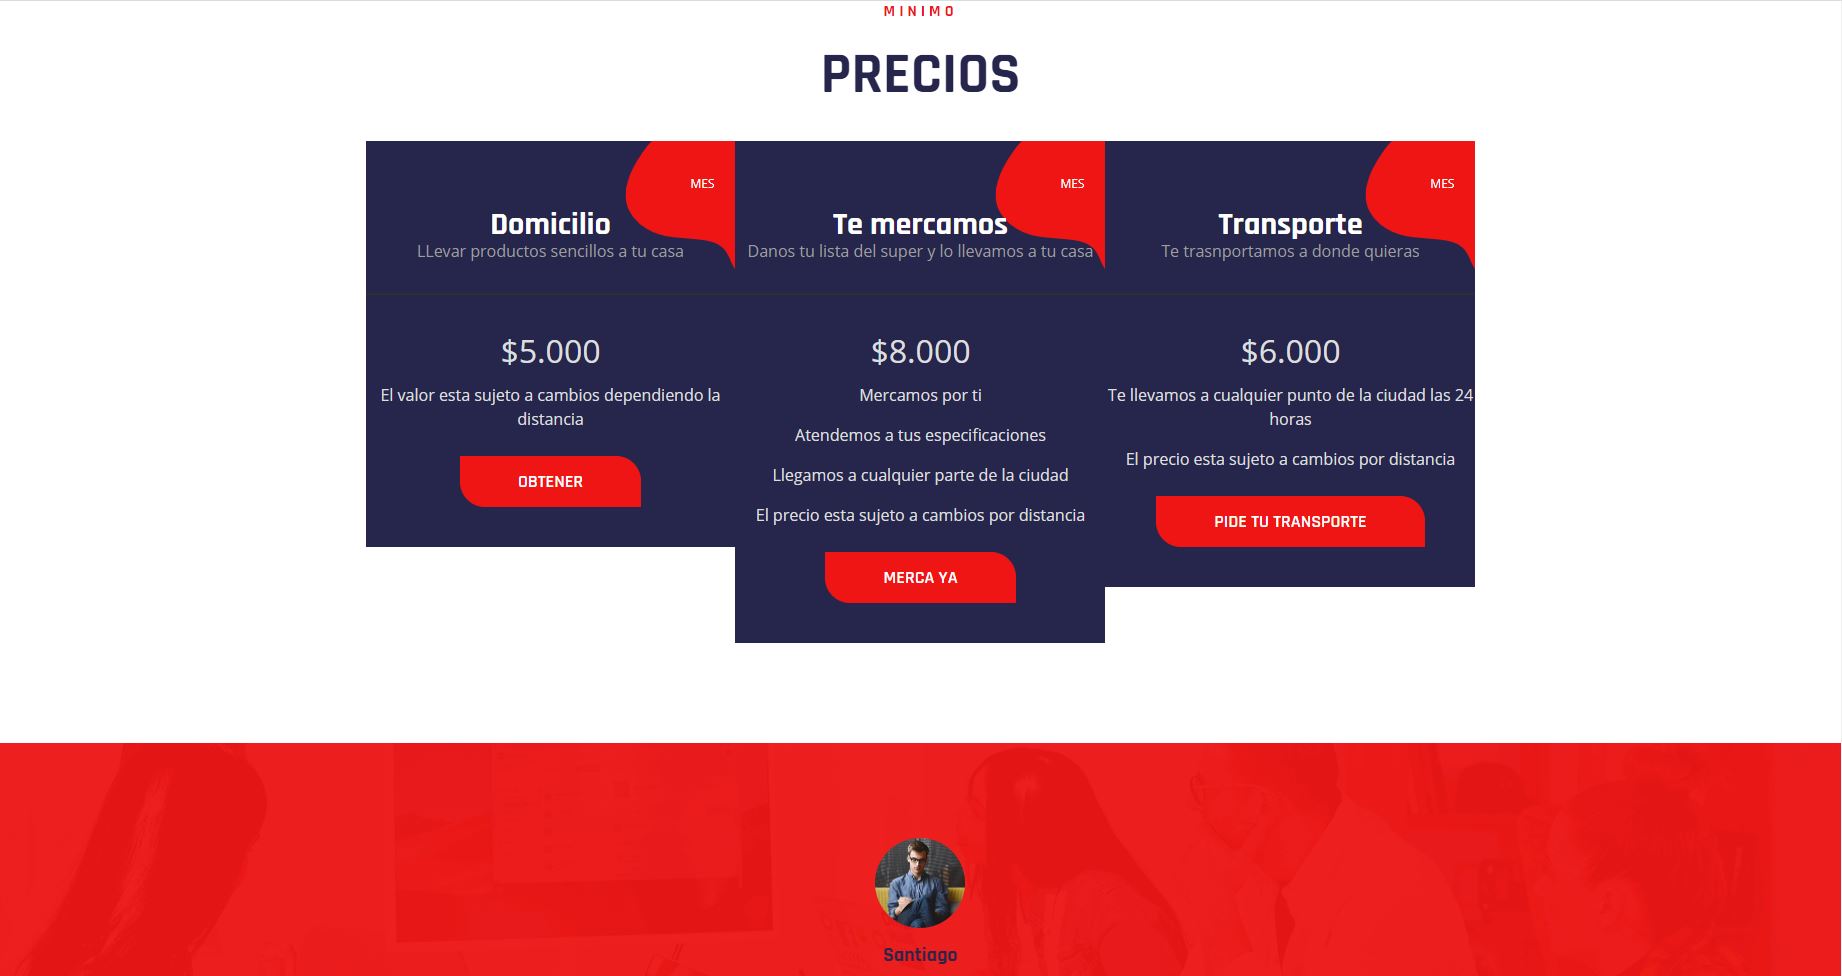 MINIMO
PRECIOS
MES
Domicilio
LLevar productos sencillos a tu casa
$5.000
El valor esta sujeto a cambios dependiendo la
distancia
OBTENER
MES
Te mercamos
Danos tu lista del super y lo llevamos a tu casa
$8.000
Mercamos por ti
Atendemos a tus especificaciones
Llegamos a cualquier parte de la ciudad
El precio esta sujeto a cambios por distancia
MERCA YA
MES
Transporte
Te trasnportamos a donde quieras
$6.000
Te llevamos a cualquier punto de la ciudad las 24
horas
El precio esta sujeto a cambios por distancia
PIDE TU TRANSPORTE
Santiago